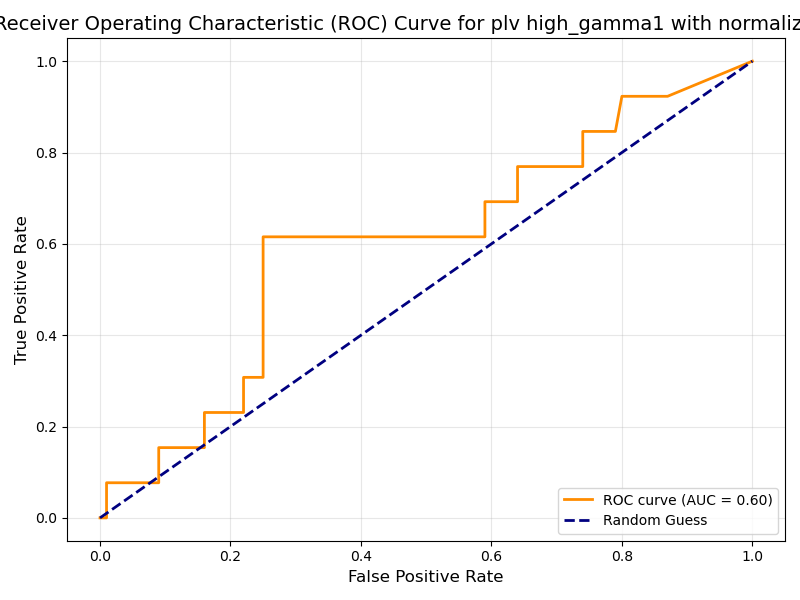 Receiver Operating Characteristic (ROC) Curve for plv high_gamma1 with normaliz
1.0
0.8
0.6
0.4
0.2
0.0
True Positive Rate
ROC curve (AUC = 0.60)
Random Guess
0.0 0.2 0.4 0.6 0.8 1.0
False Positive Rate